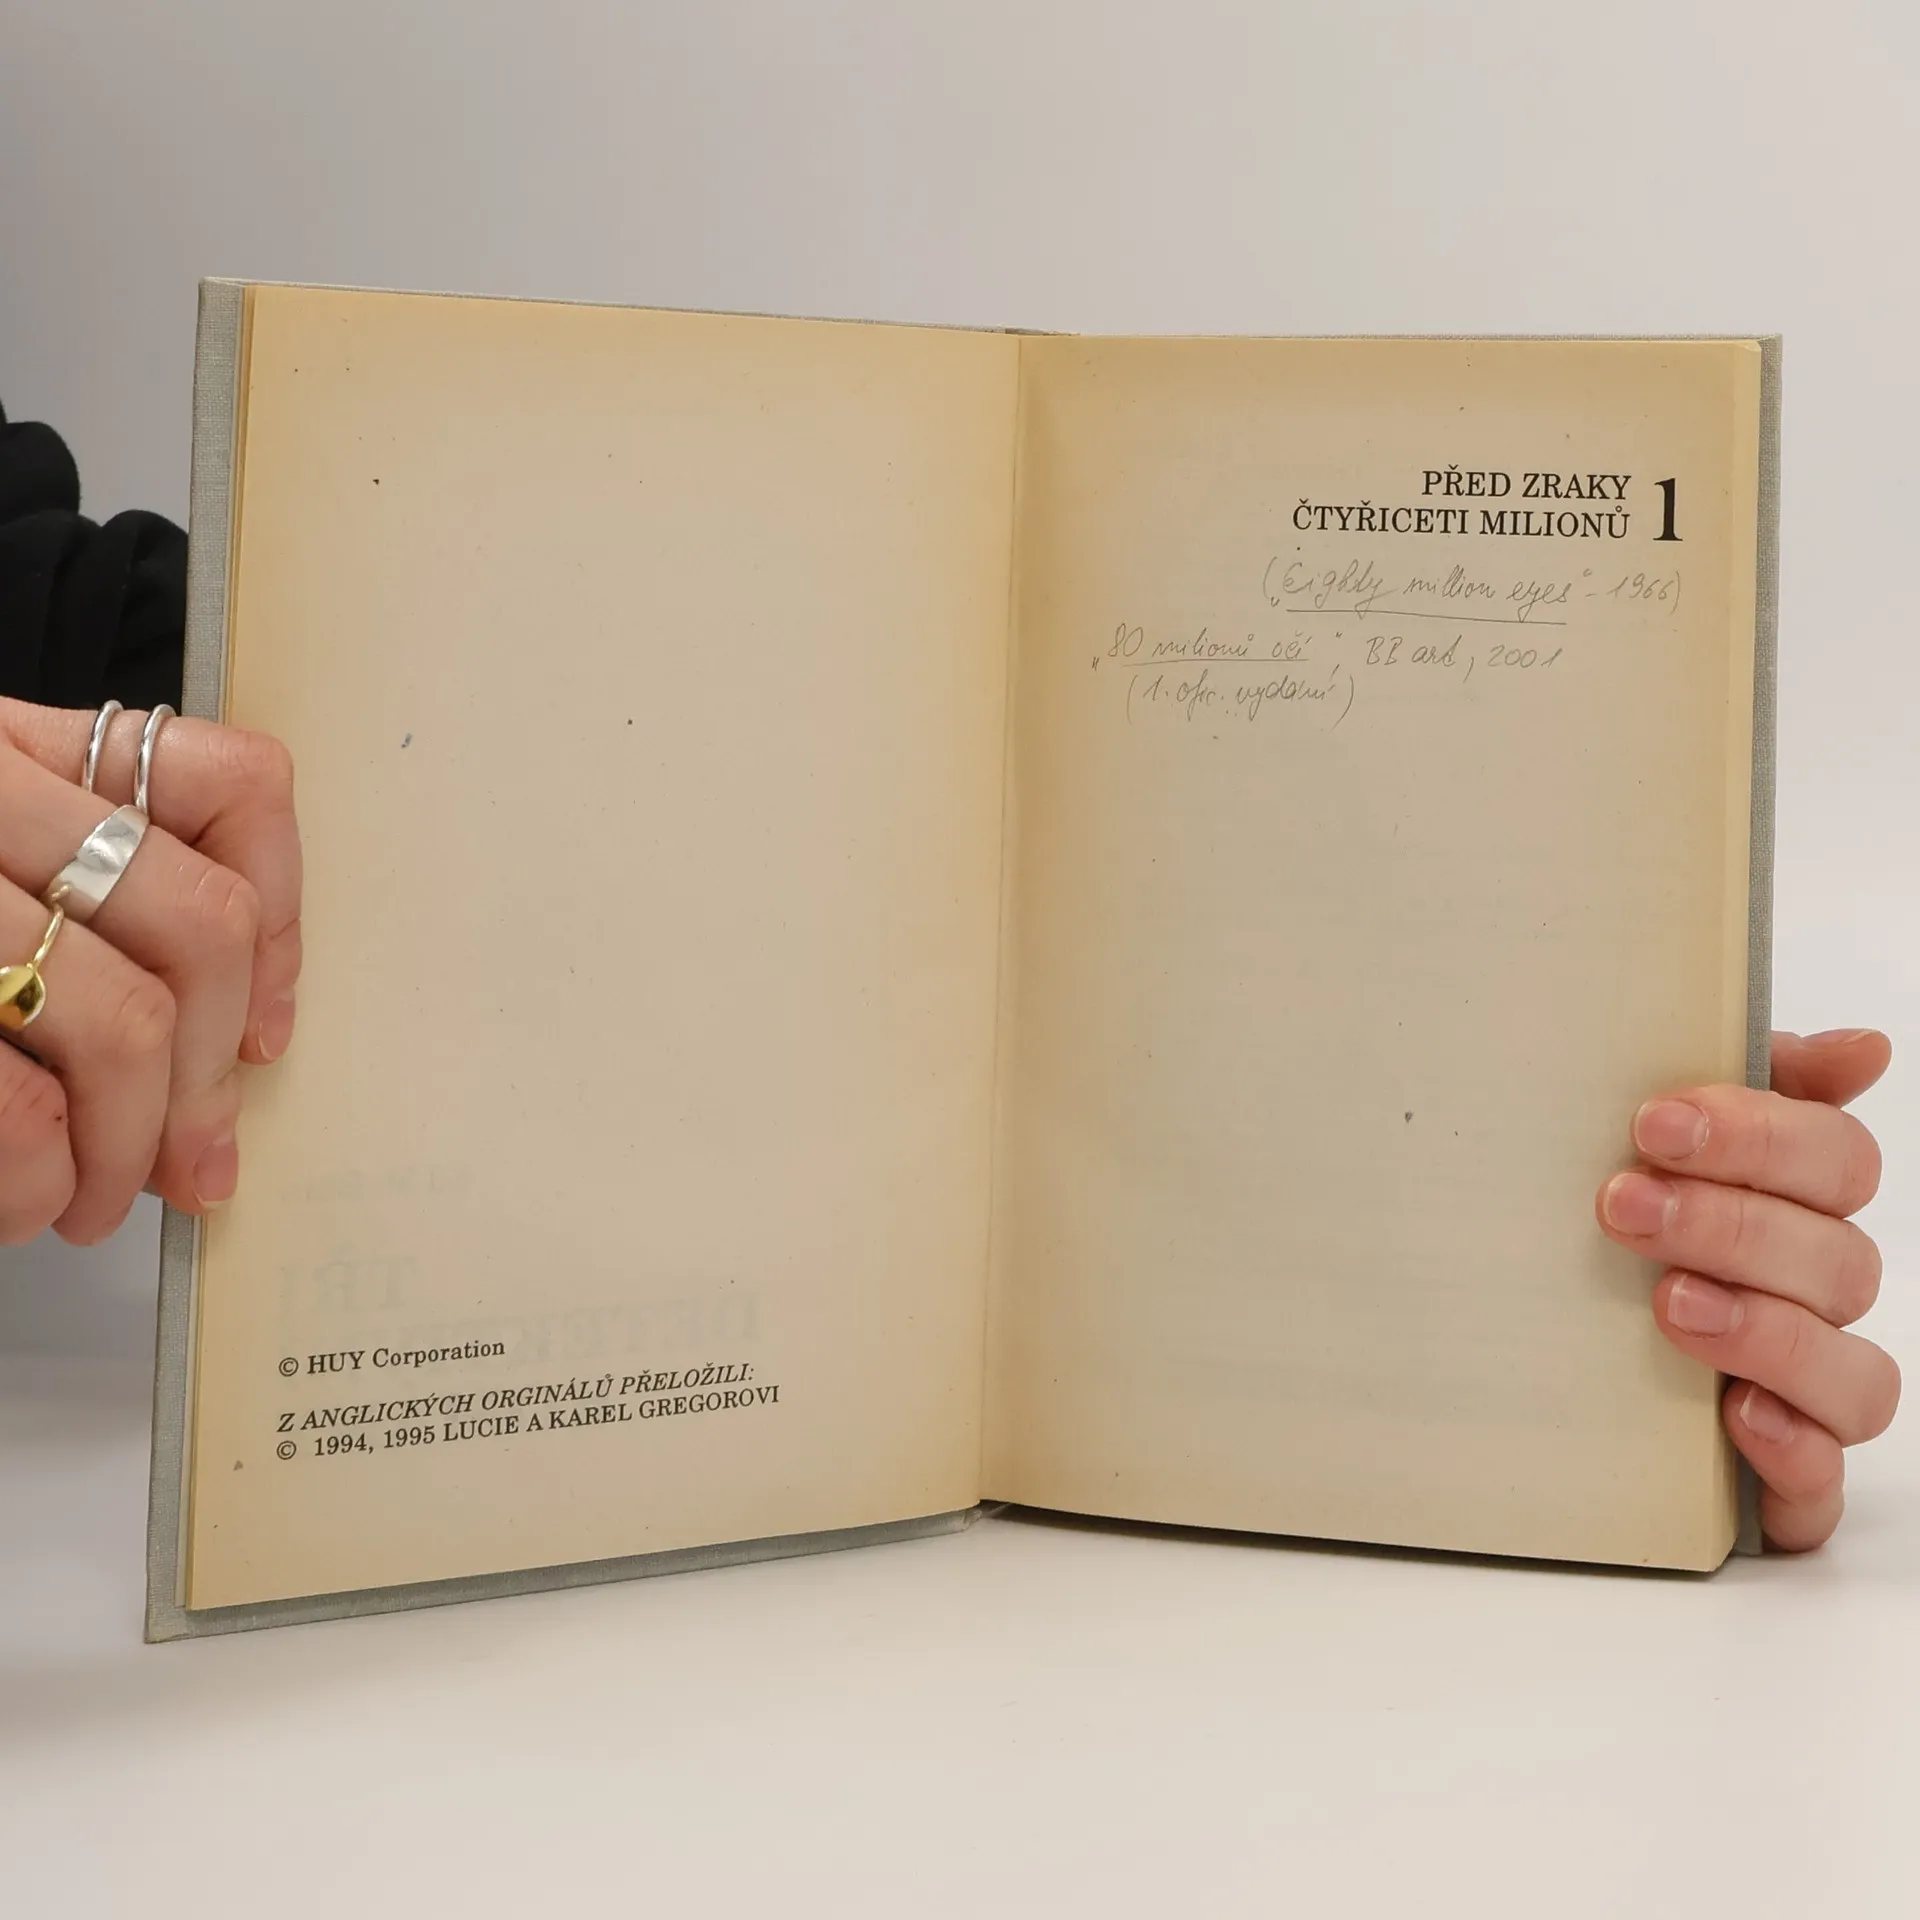 © HUY Corporation
Z ANGLICKÝCH ORGINÁLŮ PŘELOŽILI:
© 1994, 1995 LUCIE A KAREL GREGOROVI
PŘED ZRAKY
ČTYŘICETI MILIONŮ 1
(„Eighty million eyes“ - 1966)
„80 milionů očí“, BB art, 2001
(1. ofic. vydání)